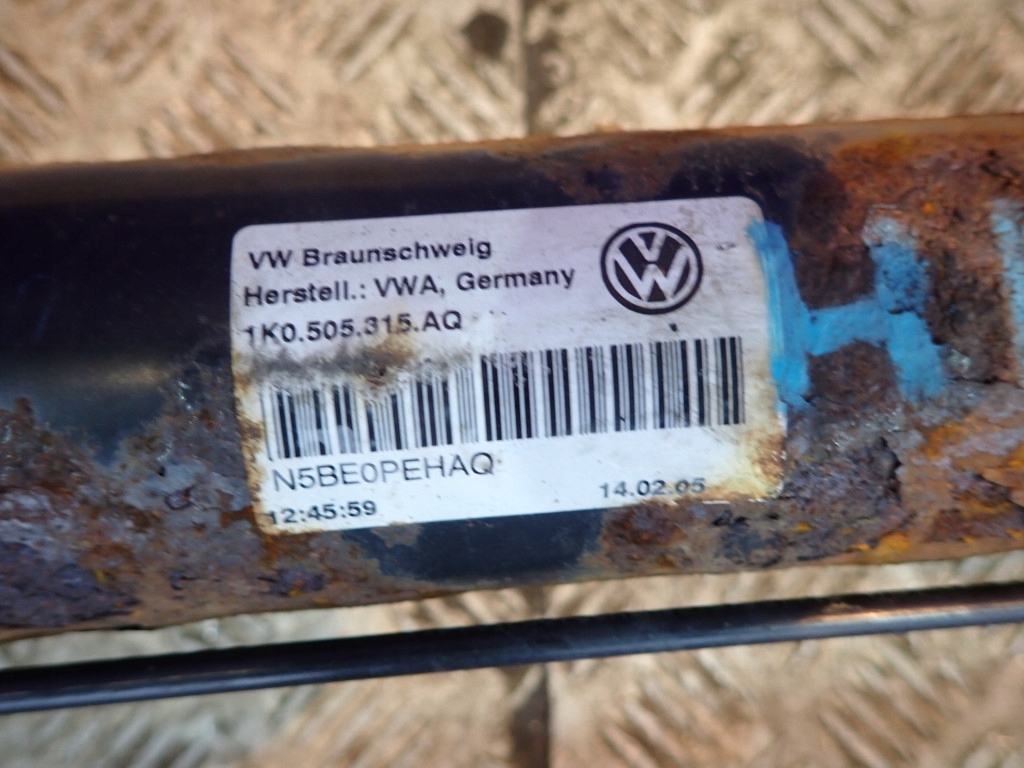 VW Braunschweig
Herstell.: VWA, Germany
1K0.505.315.AQ
N5BE0PEHAQ
12:45:59
14.02.05
H